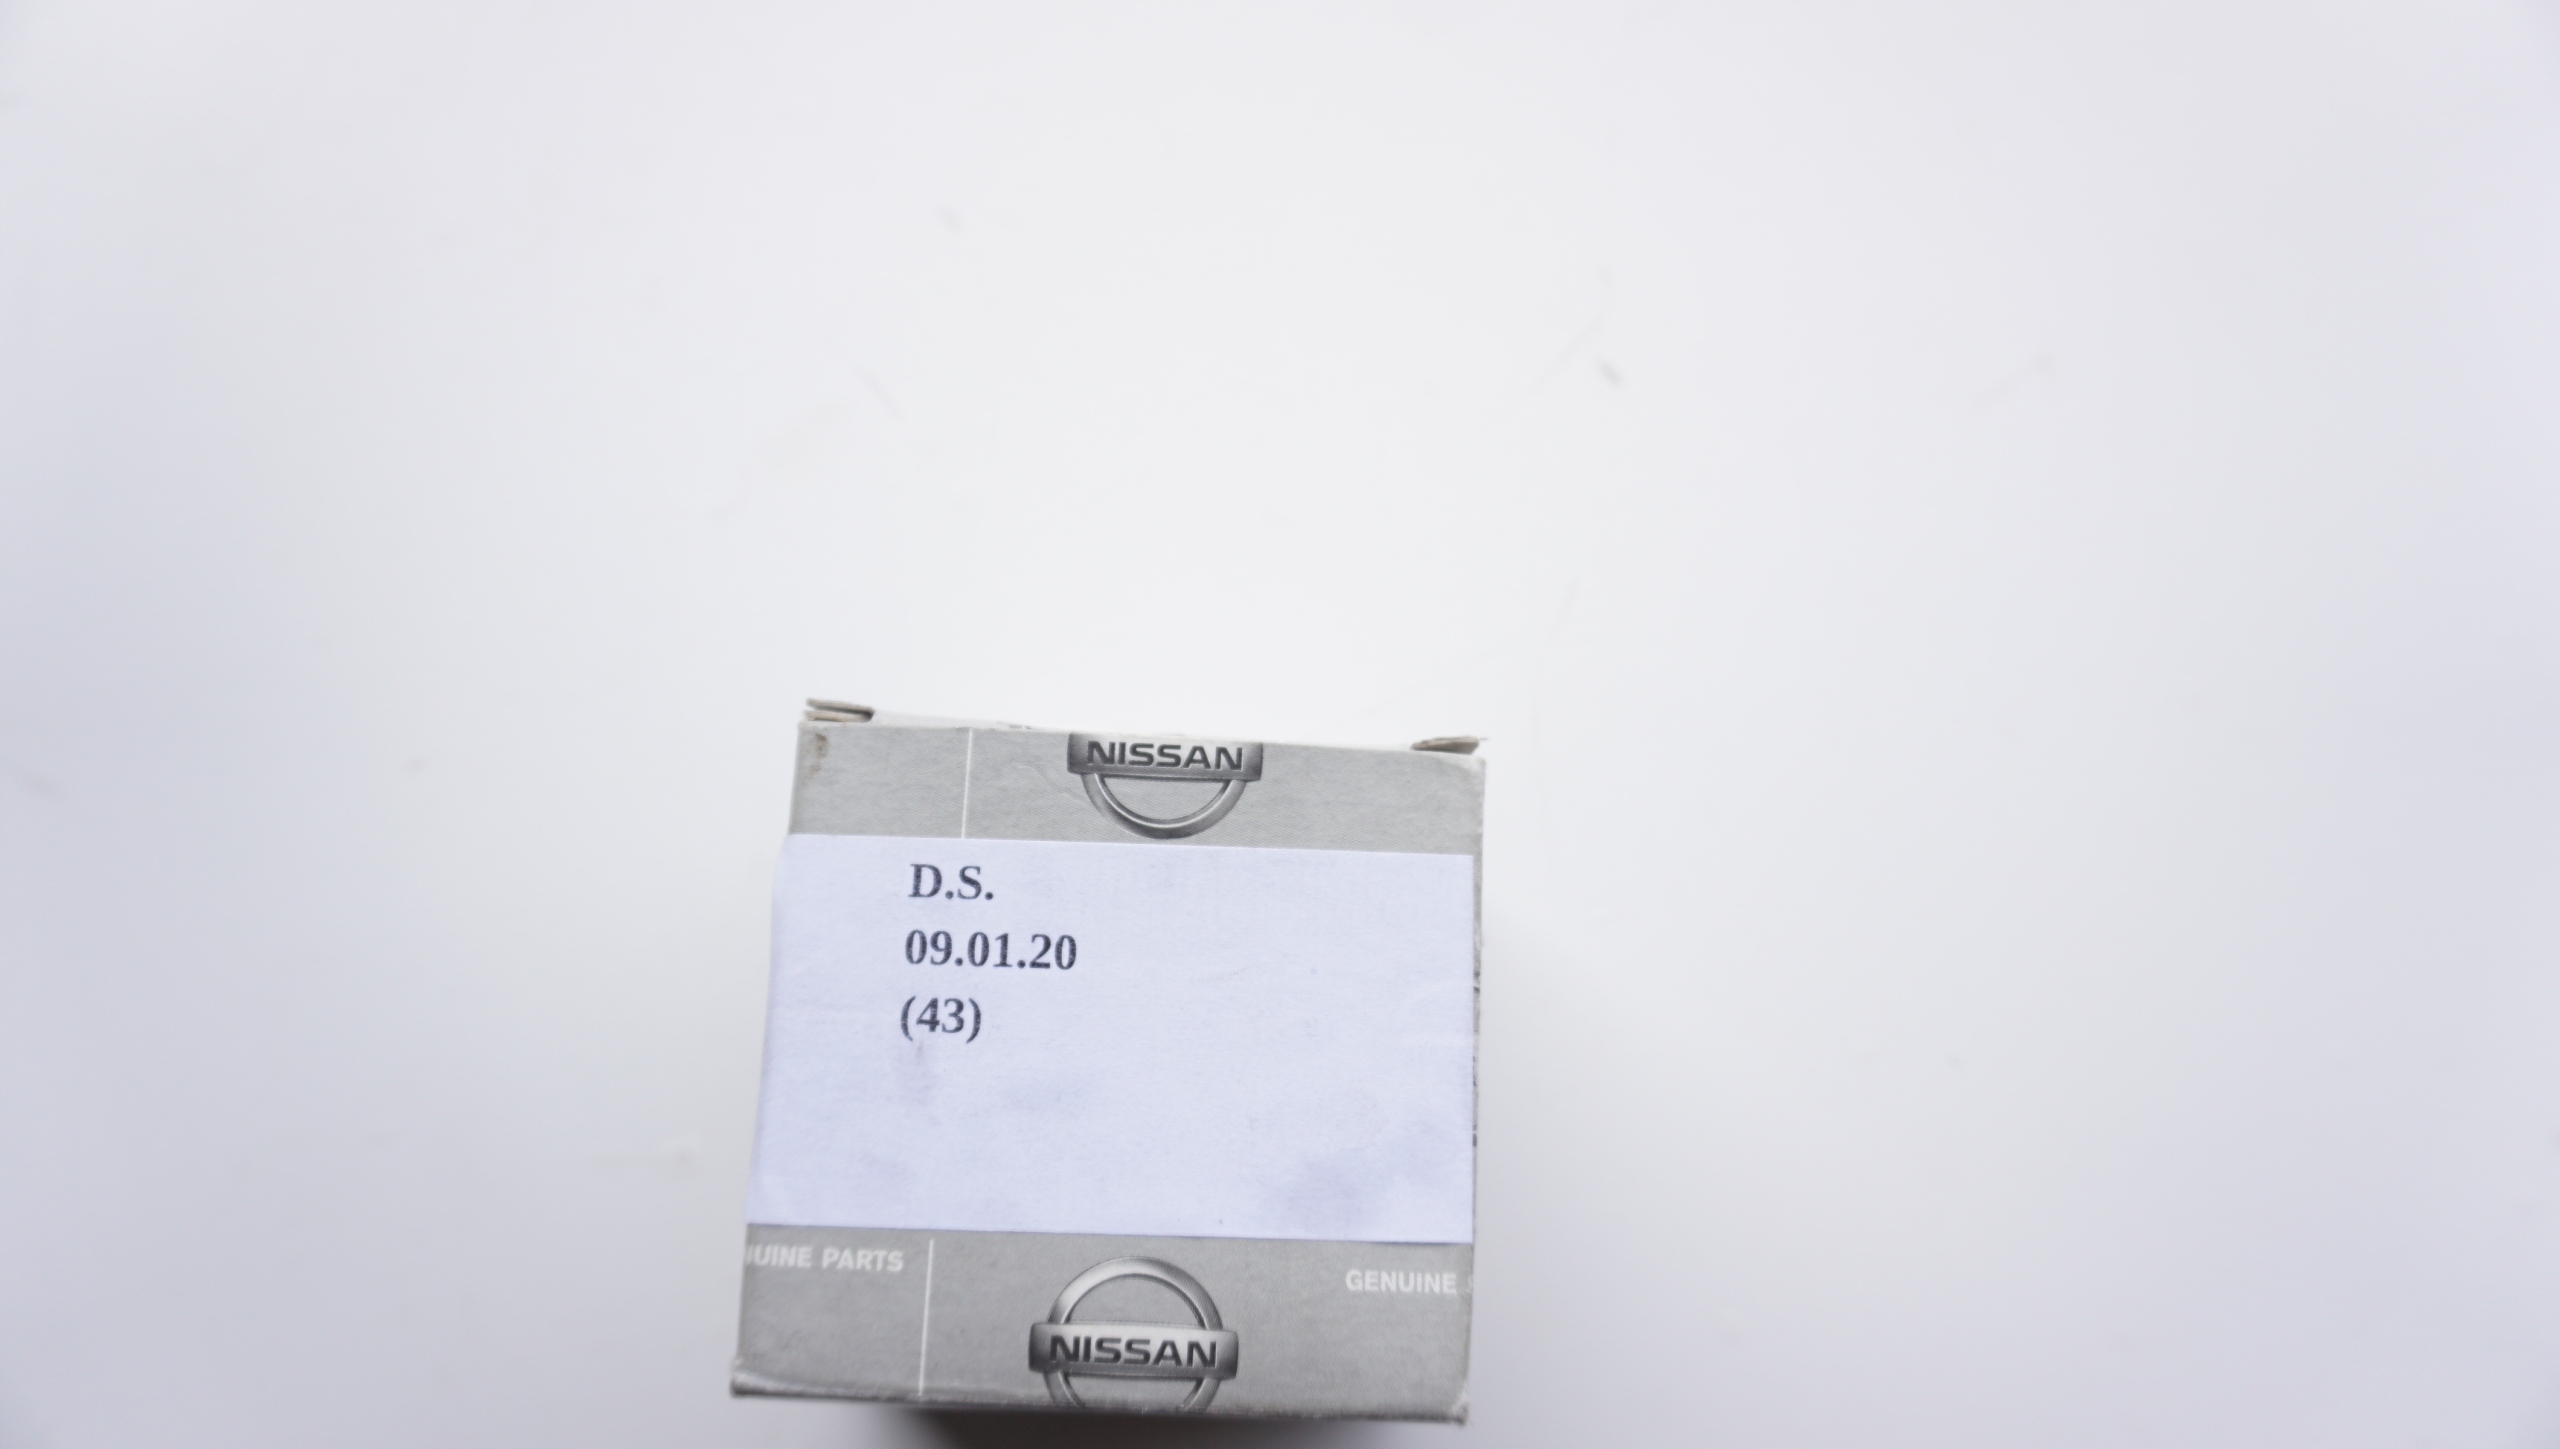 NISSAN
D.S.
09.01.20
(43)
UINE PARTS
GENUINE
NISSAN